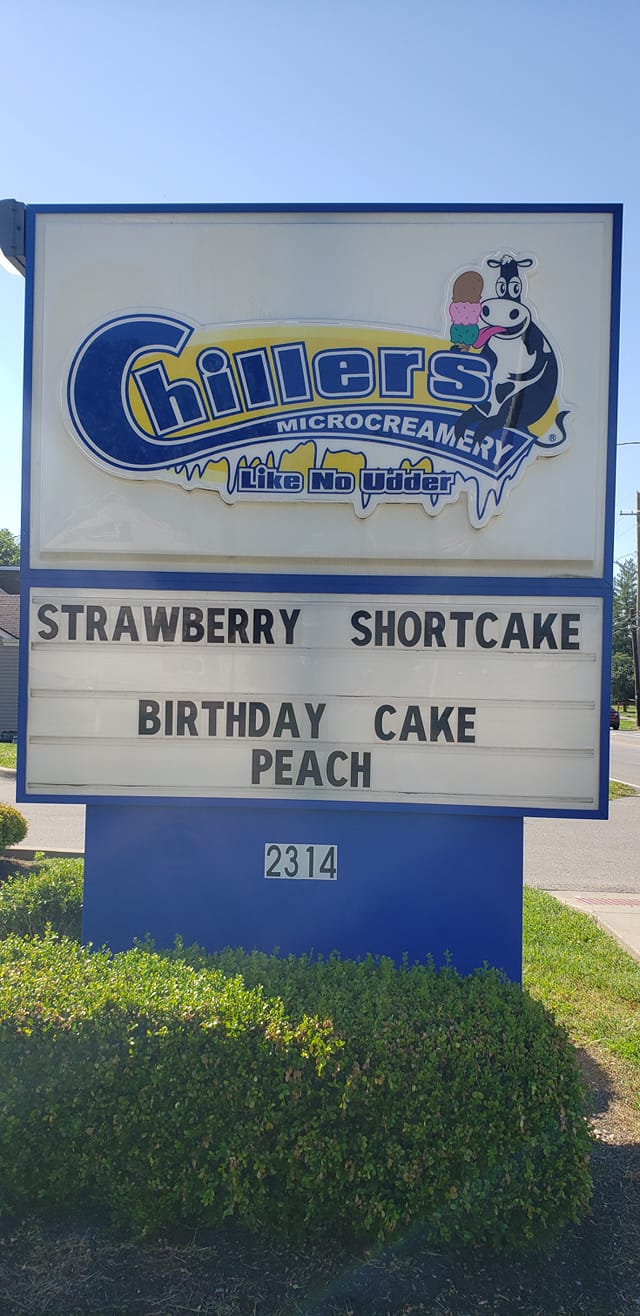 Chillers
MICROCREAMERY
®
Like No Udder
STRAWBERRY SHORTCAKE
BIRTHDAY CAKE
PEACH
2314